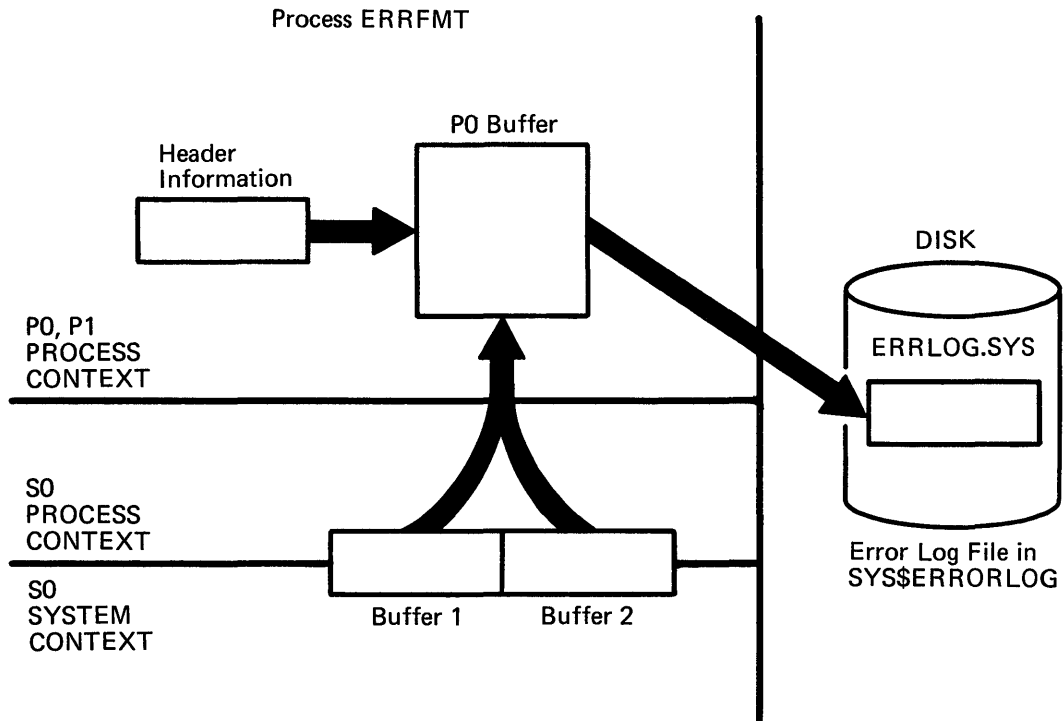 Process ERRFMT
P0 Buffer
Header
Information
DISK
ERRLOG.SYS
P0, P1
PROCESS
CONTEXT
S0
PROCESS
CONTEXT
Error Log File in
SYS$ERRORLOG
S0
SYSTEM
CONTEXT
Buffer 1
Buffer 2